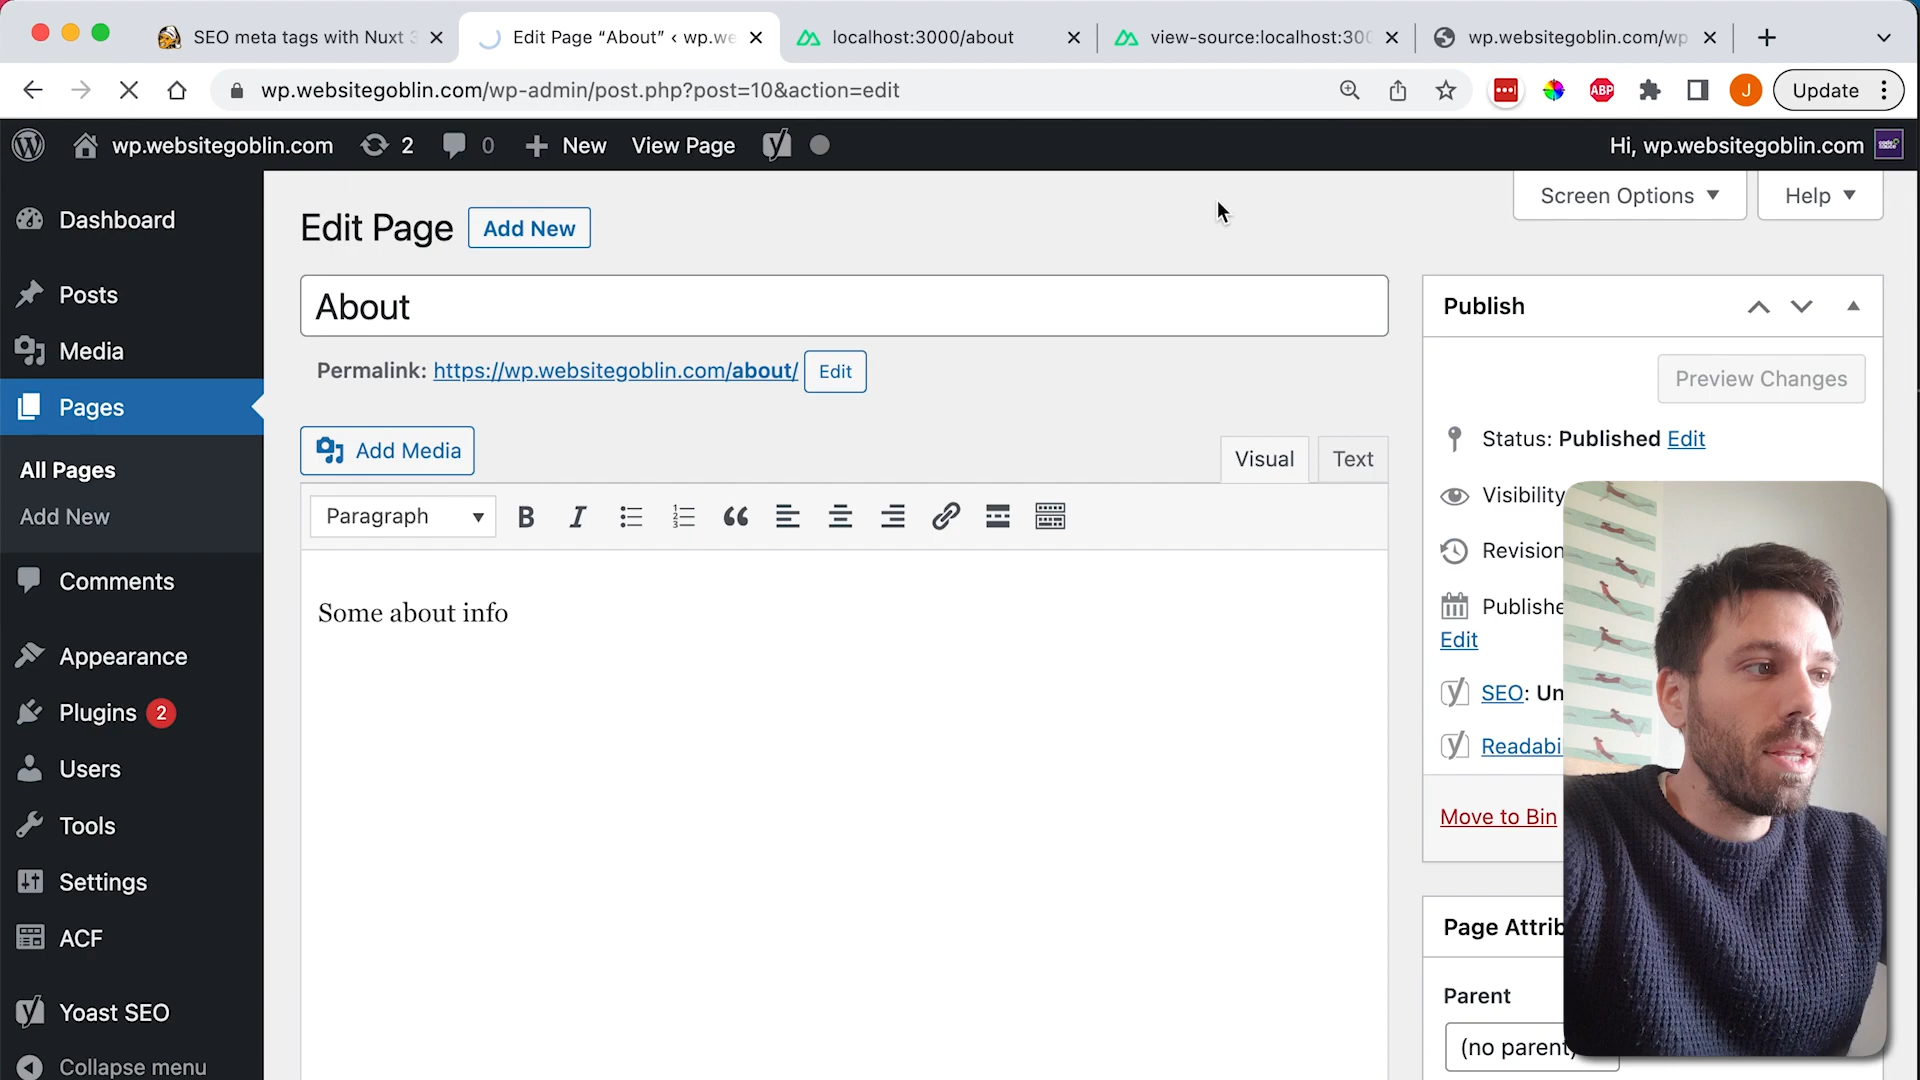 SEO meta tags with Nuxt 3
Edit Page “About” ‹ wp.we
localhost:3000/about
view-source:localhost:300
wp.websitegoblin.com/wp
wp.websitegoblin.com/wp-admin/post.php?post=10&action=edit
ABP
J
Update
wp.websitegoblin.com
2
0
New
View Page
Hi, wp.websitegoblin.com
Screen Options
Help
Dashboard
Posts
Media
Pages
All Pages
Add New
Comments
Appearance
Plugins 2
Users
Tools
Settings
ACF
Yoast SEO
Collapse menu
Edit Page
Add New
About
Permalink: https://wp.websitegoblin.com/about/ Edit
Add Media
Visual
Text
Paragraph
Some about info
Publish
Preview Changes
Status: Published Edit
Visibility
Revision
Publishe
Edit
SEO: Un
Readabi
Move to Bin
Page Attrib
Parent
(no parent)